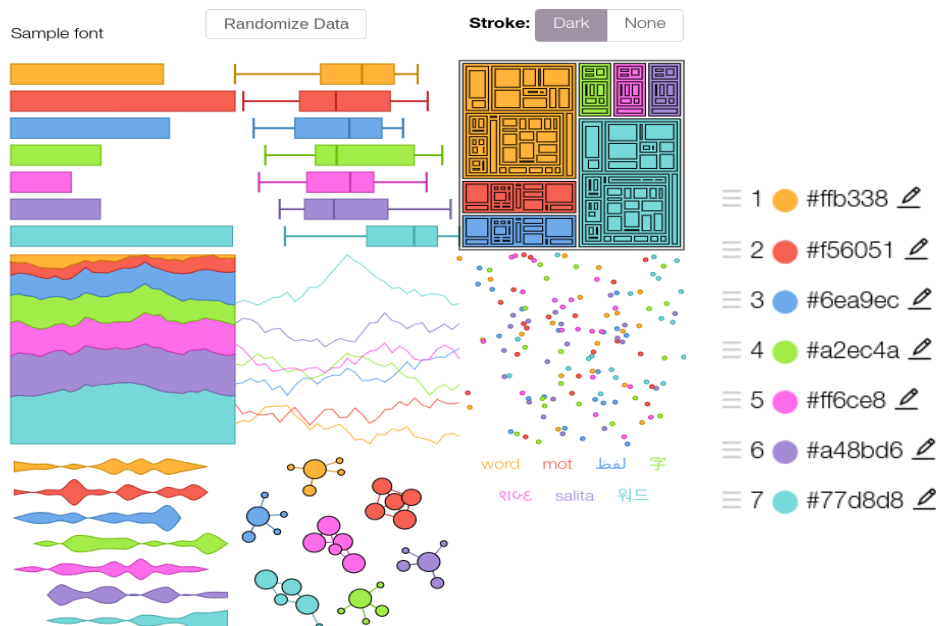 Sample font
Randomize Data
Stroke: Dark None
word mot لفظ 字
શબ્દ salita 워드
1 #ffb338
2 #f56051
3 #6ea9ec
4 #a2ec4a
5 #ff6ce8
6 #a48bd6
7 #77d8d8